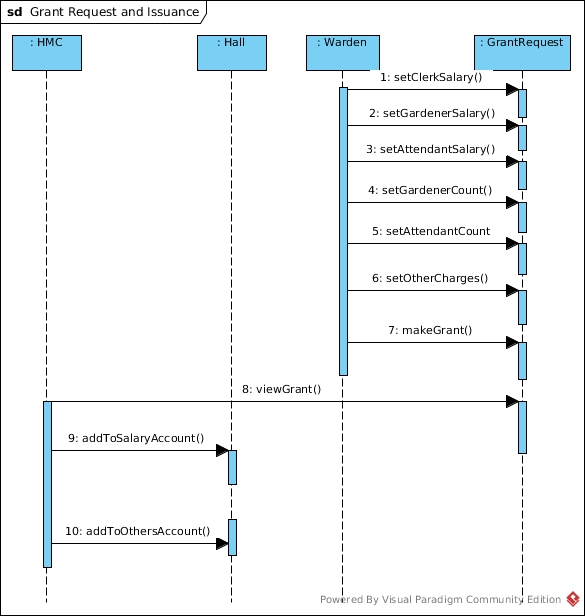 sd Grant Request and Issuance
: HMC
: Hall
: Warden
: GrantRequest
1: setClerkSalary()
2: setGardenerSalary()
3: setAttendantSalary()
4: setGardenerCount()
5: setAttendantCount
6: setOtherCharges()
7: makeGrant()
8: viewGrant()
9: addToSalaryAccount()
10: addToOthersAccount()
Powered By Visual Paradigm Community Edition